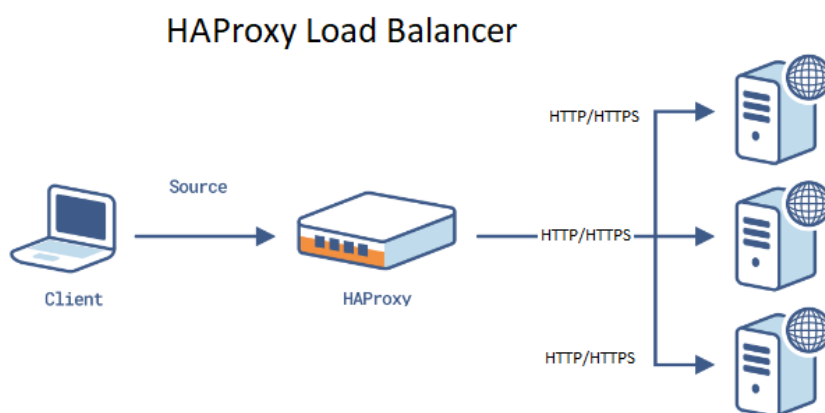 HAProxy Load Balancer
HTTP/HTTPS
Source
HTTP/HTTPS
Client
HAProxy
HTTP/HTTPS